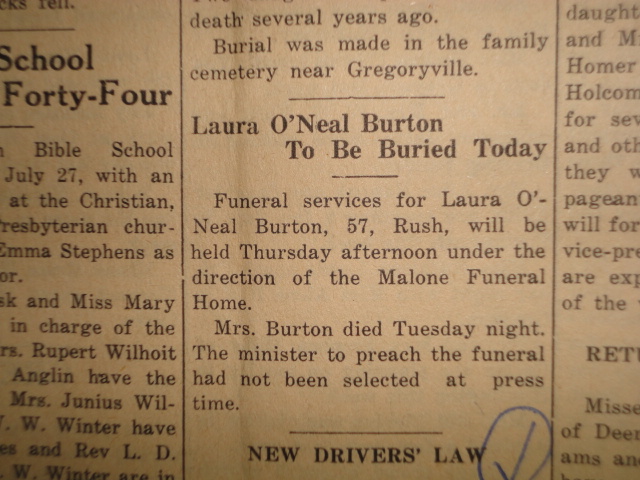 School
Forty-Four
Bible School
July 27, with an
at the Christian,
resbyterian chur-
Emma Stephens as
or.
sk and Miss Mary
in charge of the
rs. Rupert Wilhoit
Anglin have the
Mrs. Junius Wil-
W. Winter have
es and Rev L. D.
W. Winter are in
death several years ago.
Burial was made in the family
cemetery near Gregoryville.
Laura O'Neal Burton
To Be Buried Today
Funeral services for Laura O'-
Neal Burton, 57, Rush, will be
held Thursday afternoon under the
direction of the Malone Funeral
Home.
Mrs. Burton died Tuesday night.
The minister to preach the funeral
had not been selected at press
time.
NEW DRIVERS' LAW
daught
and Mi
Homer
Holcom
for sev
and oth
they w
pagean
will for
vice-pre
are exp
of the
RETU
Misse
of Deer
ams and